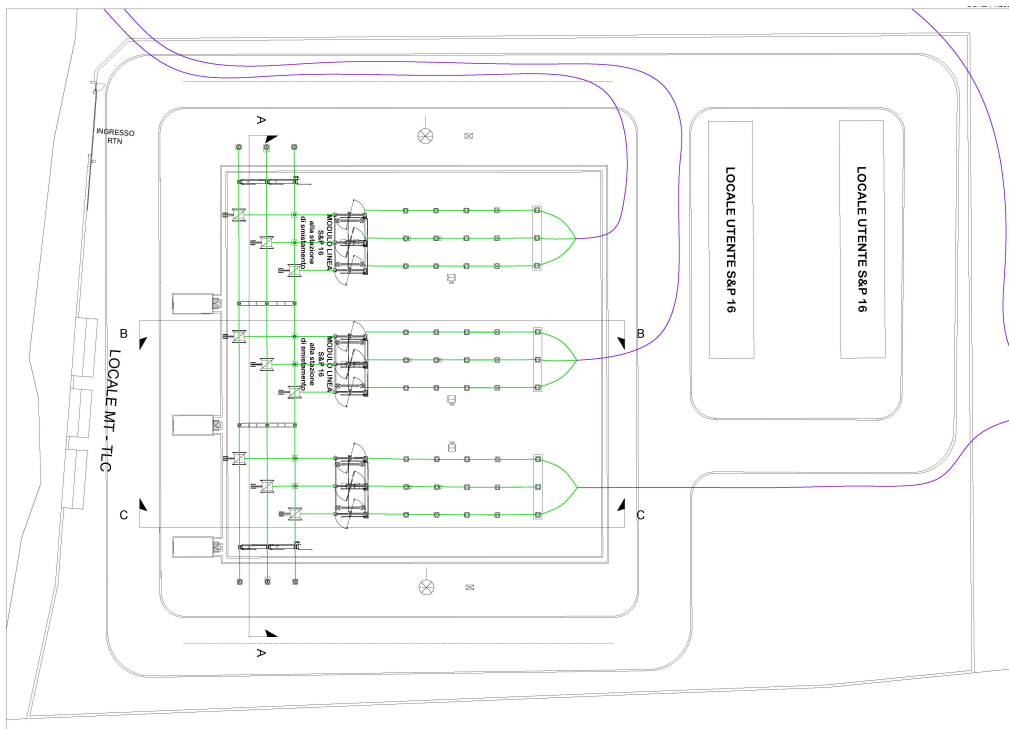 INGRESSO
RTN
A
MODULO LINEA
S&P 16
alla stazione
di smistamento
LOCALE UTENTE S&P 16
LOCALE UTENTE S&P 16
B
B
MODULO LINEA
S&P 16
alla stazione
di smistamento
LOCALE MT - TLC
C
C
A